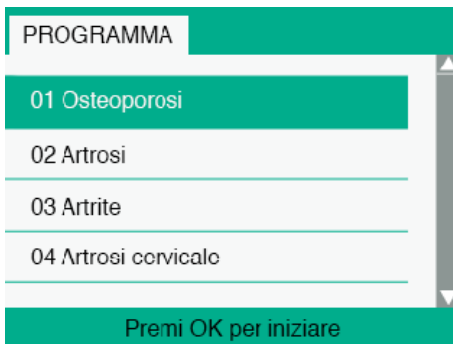 PROGRAMMA
01 Osteoporosi
02 Artrosi
03 Artrite
04 Artrosi cervicale
Premi OK per iniziare